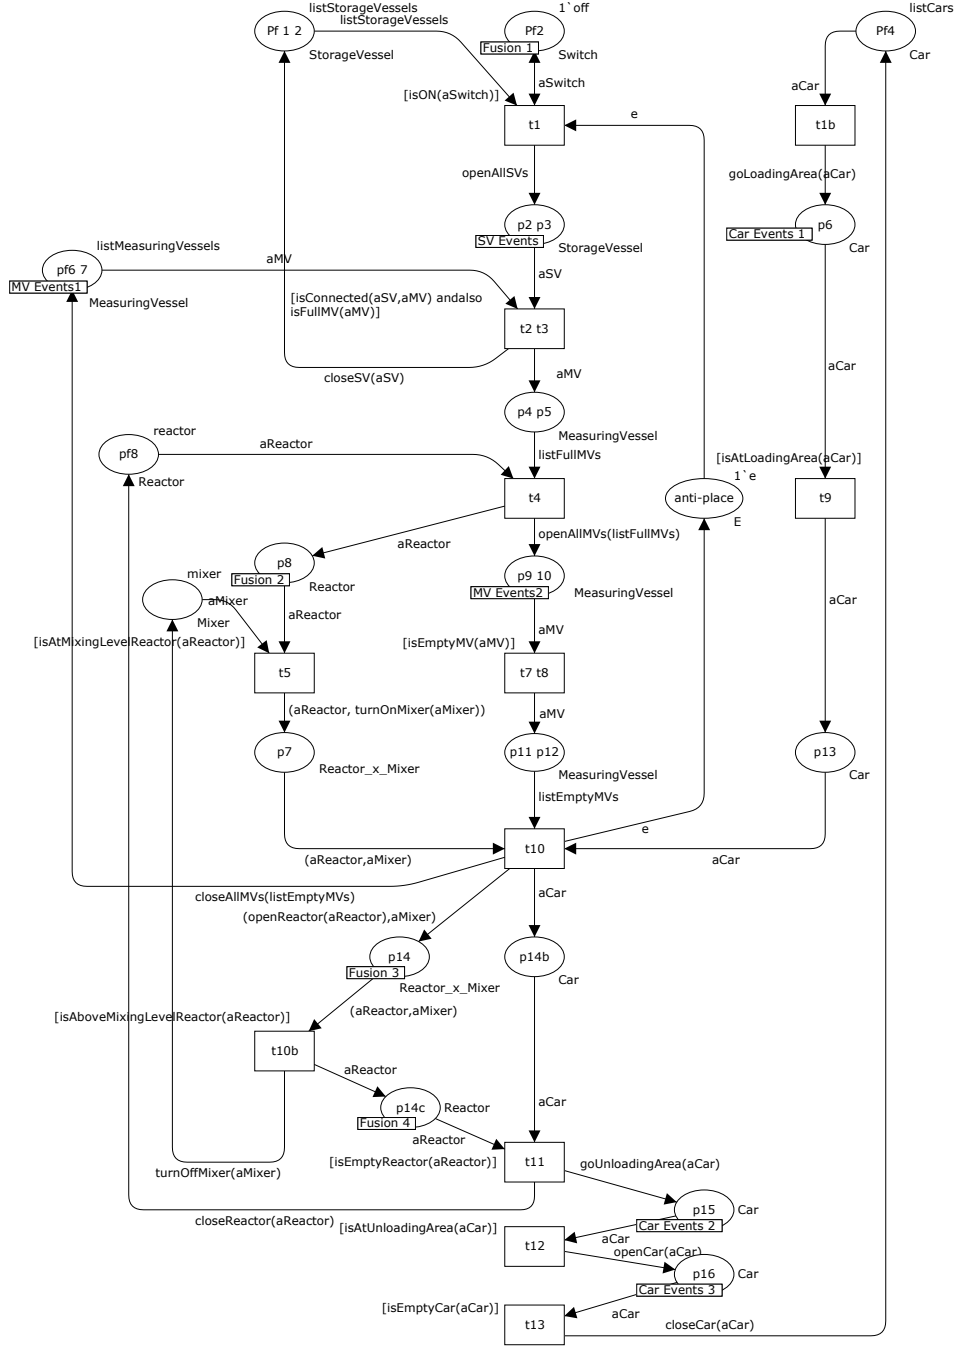 listStorageVessels
1`off
listCars
listStorageVessels
Pf 1 2
Pf2
Pf4
Fusion 1
StorageVessel
Switch
Car
aSwitch
aCar
[isON(aSwitch)]
e
t1
t1b
openAllSVs
goLoadingArea(aCar)
p2 p3
p6
Car Events 1
SV Events
StorageVessel
Car
listMeasuringVessels
aMV
pf6 7
aSV
MV Events1
MeasuringVessel
[isConnected(aSV,aMV) andalso
isFullMV(aMV)]
t2 t3
aCar
aMV
closeSV(aSV)
p4 p5
reactor
MeasuringVessel
aReactor
pf8
listFullMVs
[isAtLoadingArea(aCar)]
1`e
Reactor
t4
anti-place
t9
E
openAllMVs(listFullMVs)
aReactor
p8
mixer
p9 10
Fusion 2
Reactor
MV Events2
MeasuringVessel
aMixer
aCar
aReactor
Mixer
aMV
[isAtMixingLevelReactor(aReactor)]
[isEmptyMV(aMV)]
t5
t7 t8
(aReactor, turnOnMixer(aMixer))
aMV
p7
p11 p12
p13
Reactor_x_Mixer
MeasuringVessel
Car
listEmptyMVs
e
t10
(aReactor,aMixer)
aCar
closeAllMVs(listEmptyMVs)
aCar
(openReactor(aReactor),aMixer)
p14
p14b
Fusion 3
Reactor_x_Mixer
Car
(aReactor,aMixer)
[isAboveMixingLevelReactor(aReactor)]
t10b
aReactor
aCar
p14c
Reactor
Fusion 4
aReactor
[isEmptyReactor(aReactor)]
t11
goUnloadingArea(aCar)
turnOffMixer(aMixer)
p15
Car
closeReactor(aReactor)
[isAtUnloadingArea(aCar)]
Car Events 2
aCar
t12
openCar(aCar)
p16
Car
Car Events 3
[isEmptyCar(aCar)]
aCar
t13
closeCar(aCar)